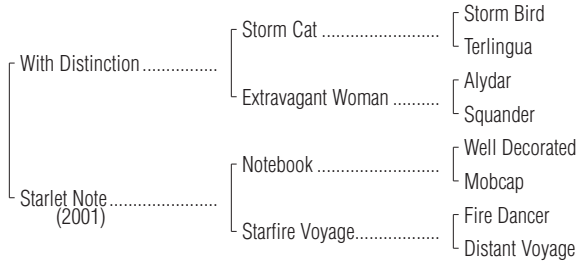 Storm Bird
Storm Cat ........................
Terlingua
With Distinction...............
Alydar
Extravagant Woman ..........
Squander
Well Decorated
Notebook .........................
Mobcap
Starlet Note......................
(2001)
Fire Dancer
Starfire Voyage.................
Distant Voyage